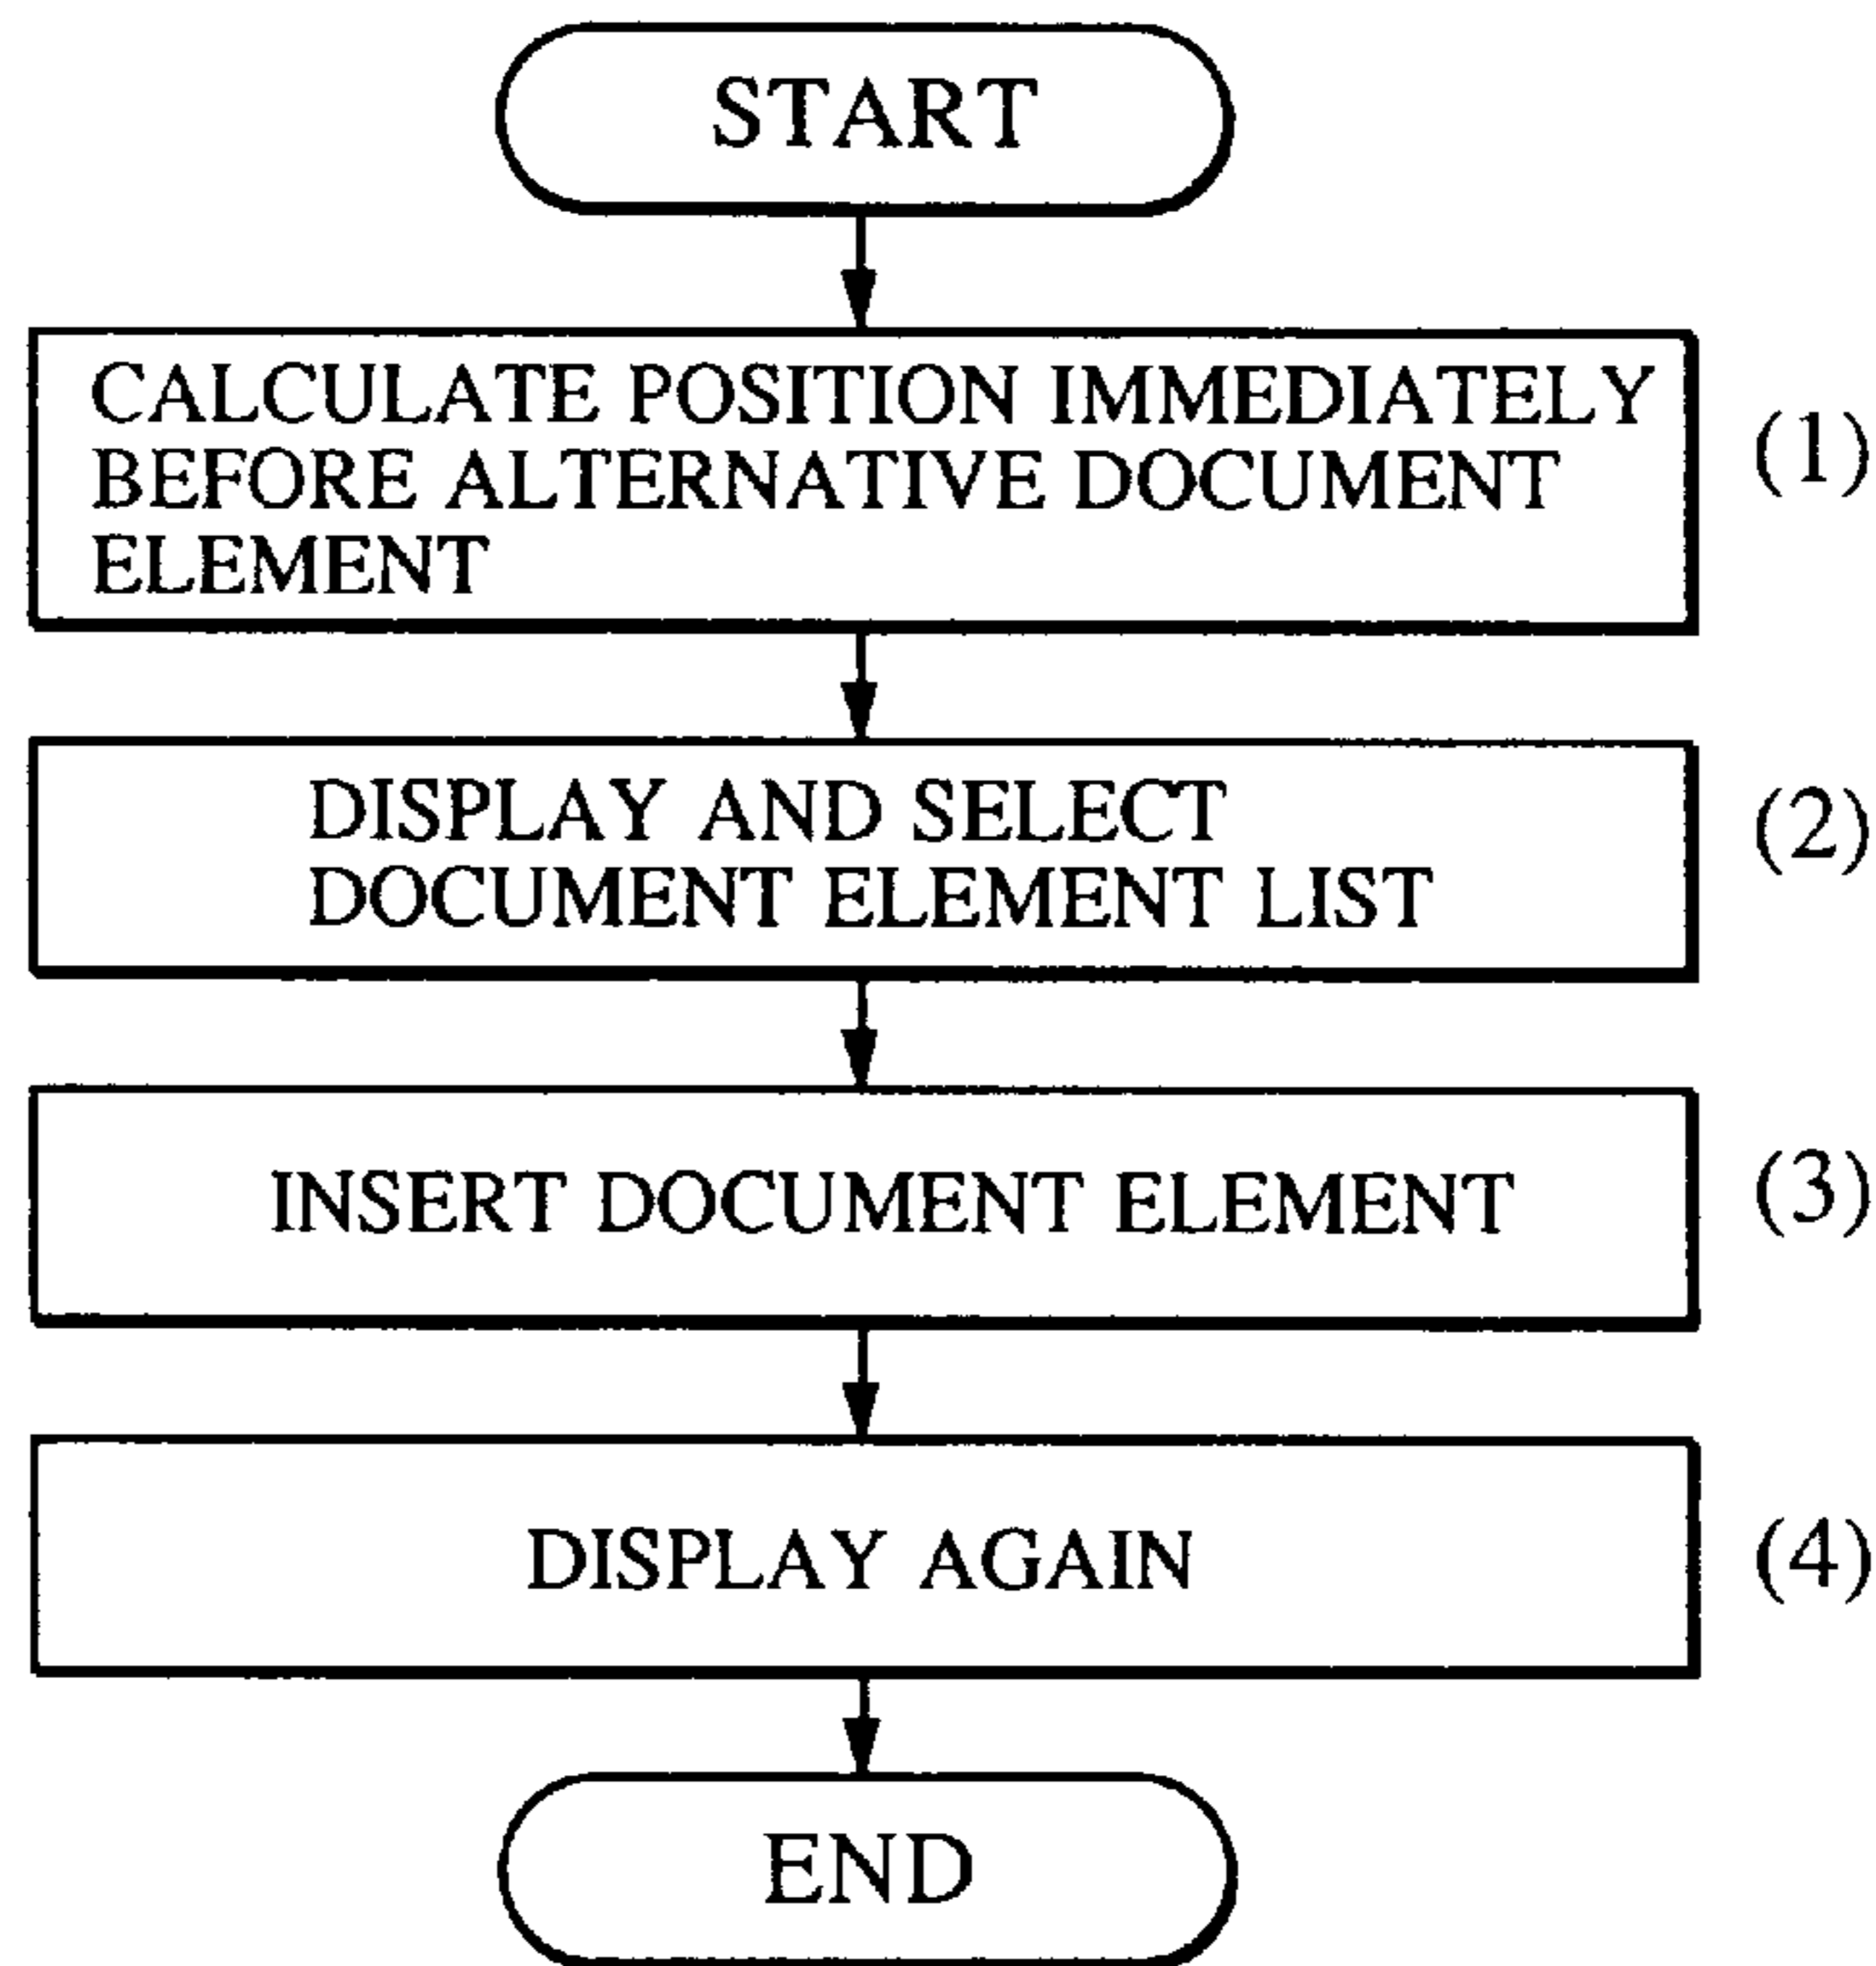 START
CALCULATE POSITION IMMEDIATELY
BEFORE ALTERNATIVE DOCUMENT
ELEMENT
(1)
DISPLAY AND SELECT
DOCUMENT ELEMENT LIST
(2)
INSERT DOCUMENT ELEMENT
(3)
DISPLAY AGAIN
(4)
END